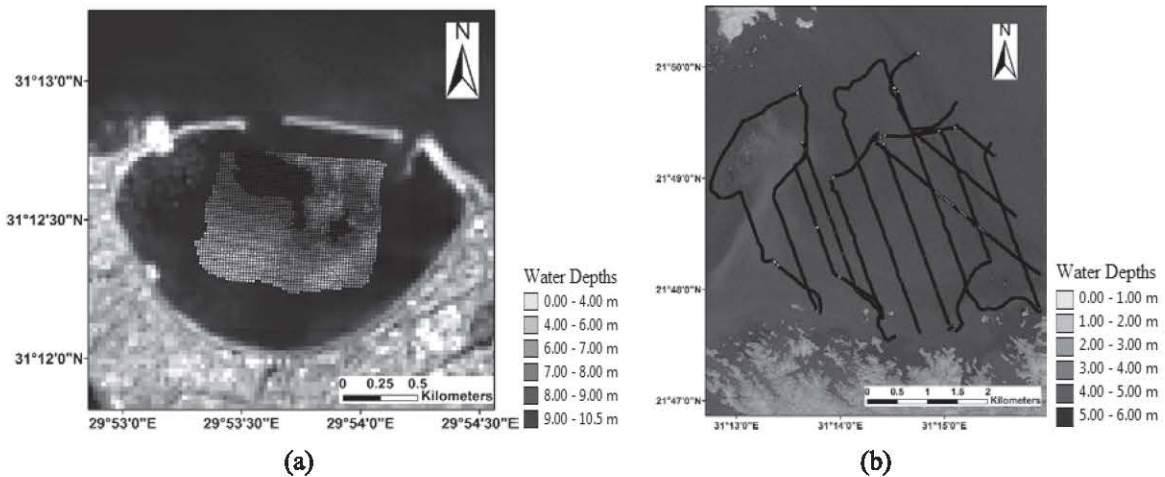 N
31°13'0"N
31°12'30"N
31°12'0"N
0 0.25 0.5
Kilometers
29°53'0"E 29°53'30"E 29°54'0"E 29°54'30"E
Water Depths
0.00 - 4.00 m
4.00 - 6.00 m
6.00 - 7.00 m
7.00 - 8.00 m
8.00 - 9.00 m
9.00 - 10.5 m
(a)
N
21°50'0"N
21°49'0"N
21°48'0"N
21°47'0"N
0 0.5 1 1.5 2
Kilometers
31°13'0"E 31°14'0"E 31°15'0"E
Water Depths
0.00 - 1.00 m
1.00 - 2.00 m
2.00 - 3.00 m
3.00 - 4.00 m
4.00 - 5.00 m
5.00 - 6.00 m
(b)